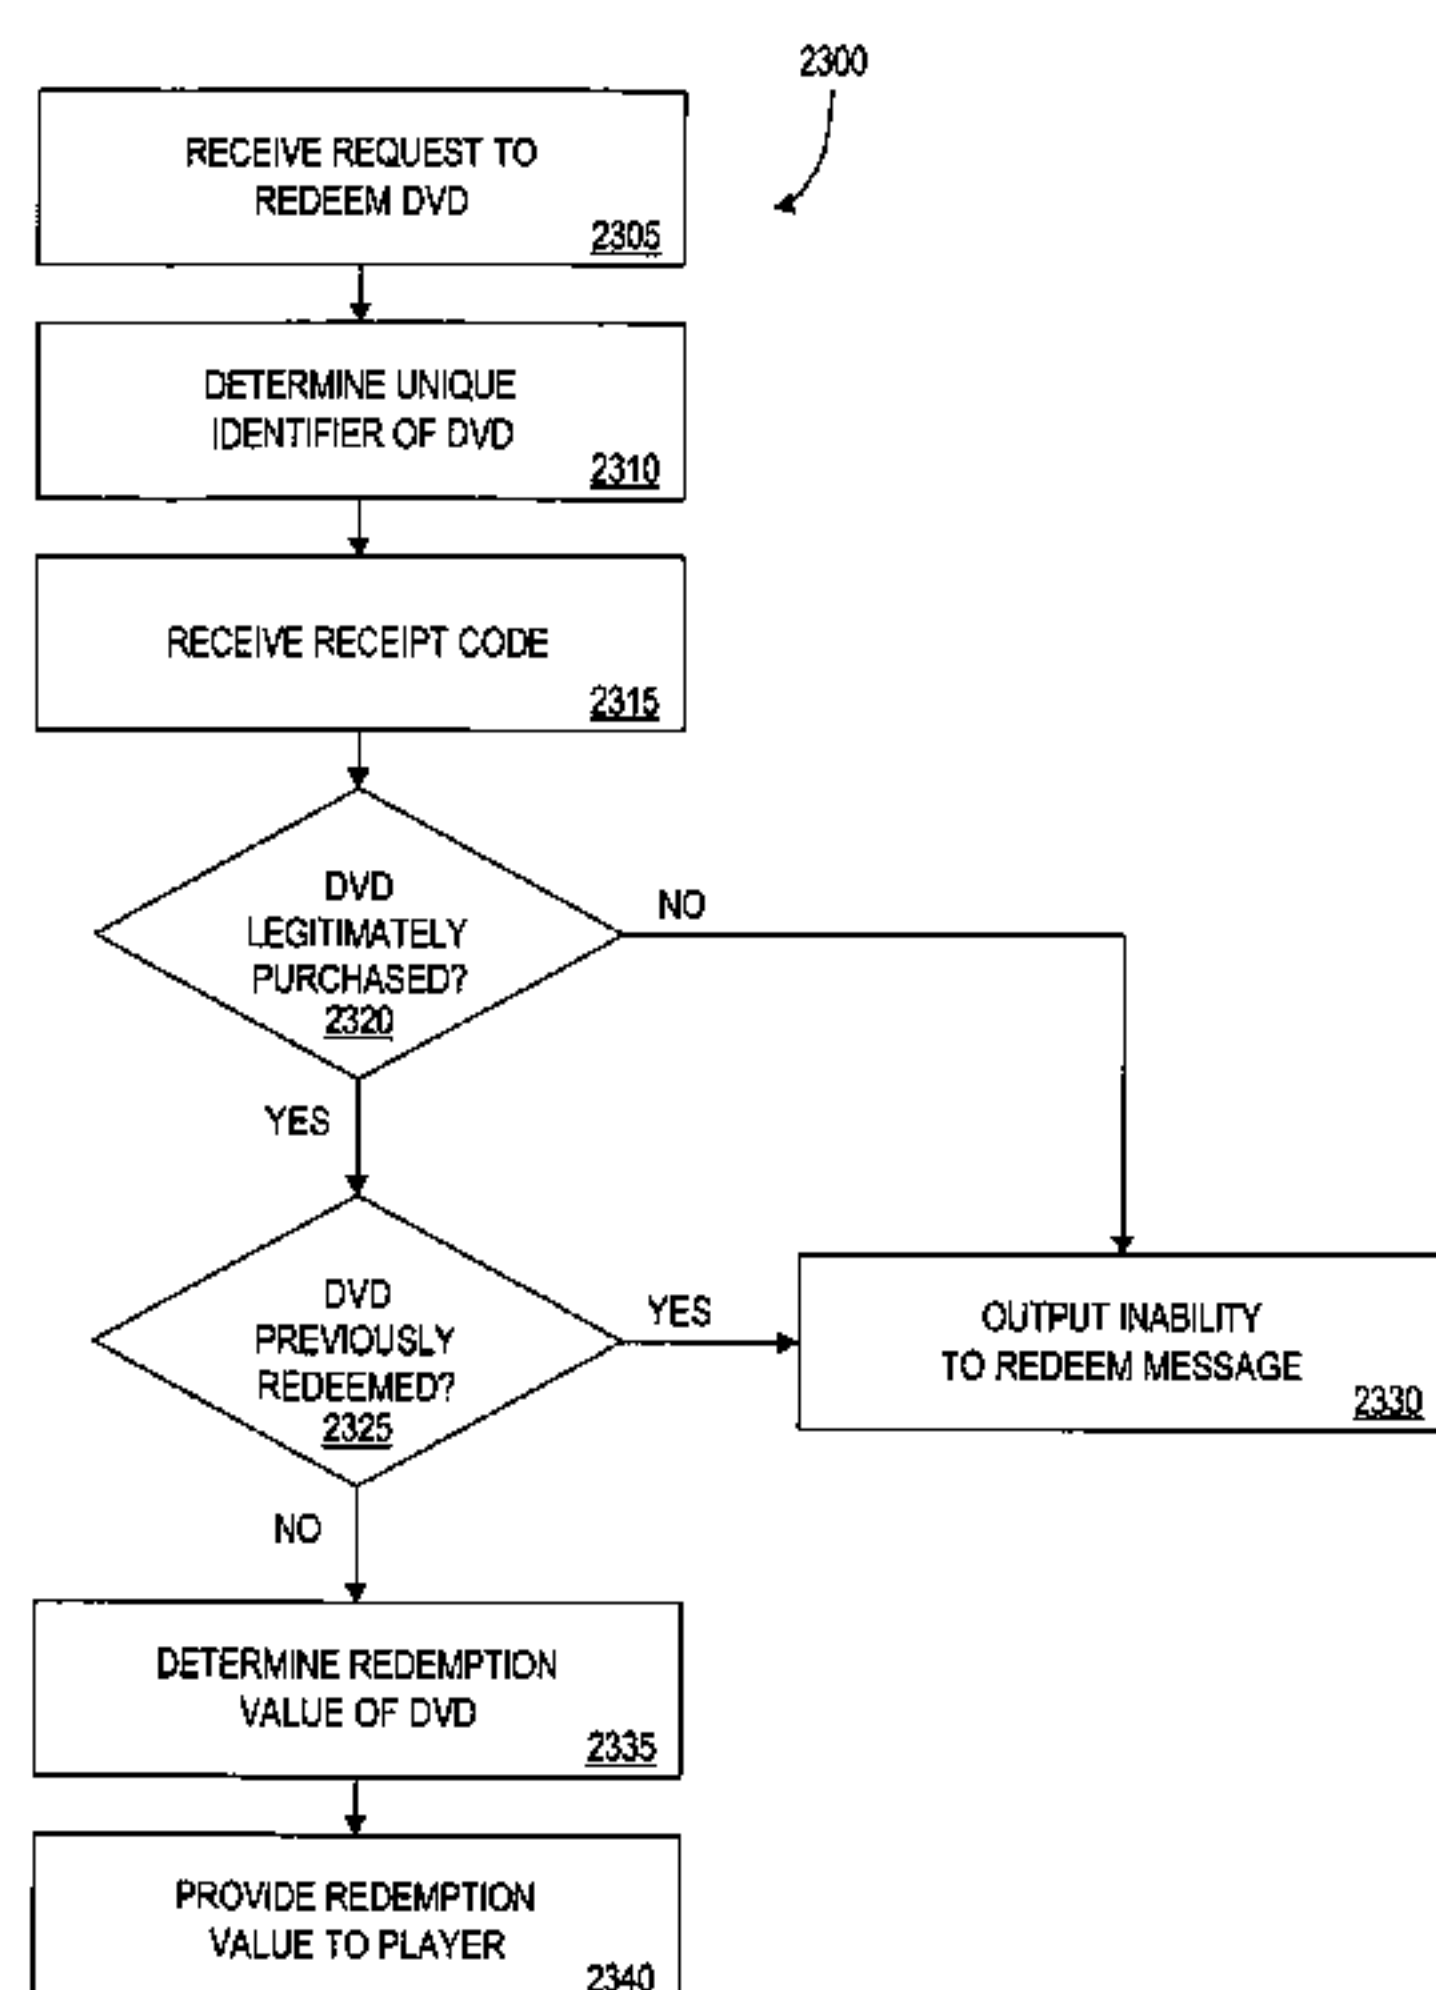 2300
RECEIVE REQUEST TO
REDEEM DVD
2305
DETERMINE UNIQUE
IDENTIFIER OF DVD
2310
RECEIVE RECEIPT CODE
2315
DVD
LEGITIMATELY
PURCHASED?
2320
NO
YES
DVD
PREVIOUSLY
REDEEMED?
2325
YES
OUTPUT INABILITY
TO REDEEM MESSAGE
2330
NO
DETERMINE REDEMPTION
VALUE OF DVD
2335
PROVIDE REDEMPTION
VALUE TO PLAYER
2340